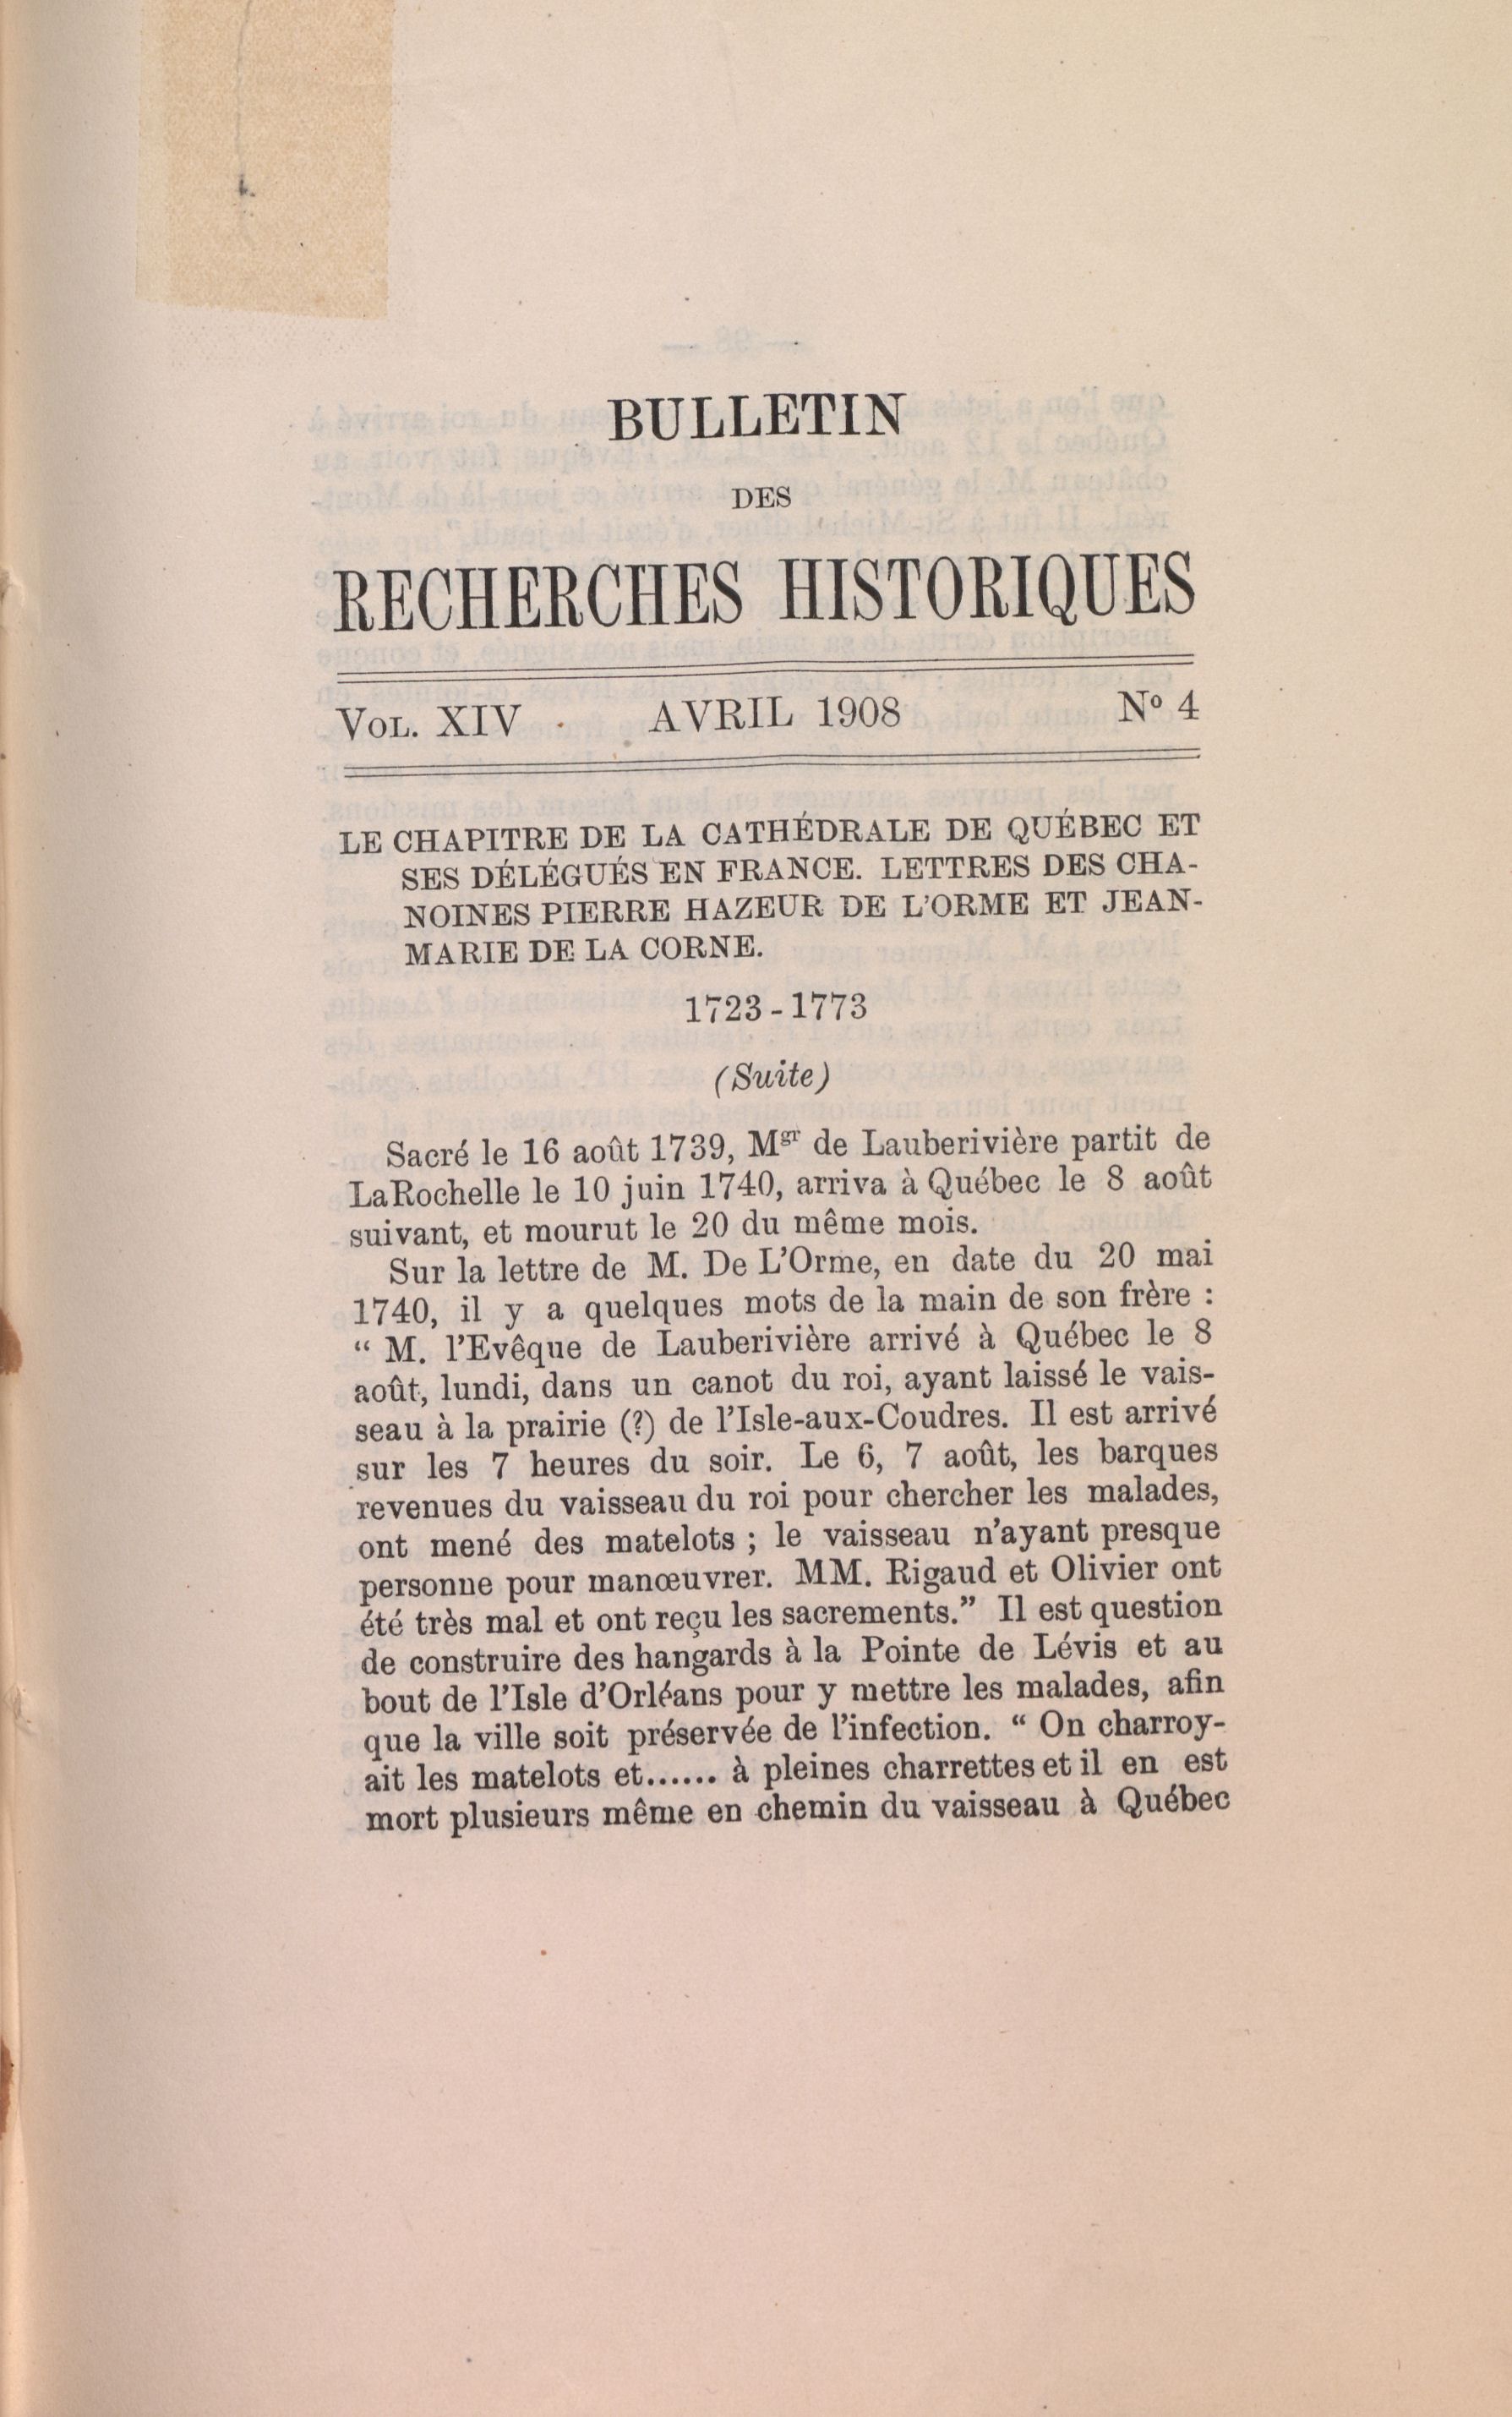 BULLETIN
DES
RECHERCHES HISTORIQUES
VOL. XIV AVRIL 1908 Nº 4
LE CHAPITRE DE LA CATHÉDRALE DE QUÉBEC ET
SES DÉLÉGUÉS EN FRANCE. LETTRES DES CHA-
NOINES PIERRE HAZEUR DE L'ORME ET JEAN-
MARIE DE LA CORNE.
1723-1773
(Suite)
Sacré le 16 août 1739, Mgr de Lauberivière partit de
LaRochelle le 10 juin 1740, arriva à Québec le 8 août
suivant, et mourut le 20 du même mois.
Sur la lettre de M. De L'Orme, en date du 20 mai
1740, il y a quelques mots de la main de son frère :
“ M. l'Evêque de Lauberivière arrivé à Québec le 8
août, lundi, dans un canot du roi, ayant laissé le vais-
seau à la prairie (?) de l'Isle-aux-Coudres. Il est arrivé
sur les 7 heures du soir. Le 6, 7 août, les barques
revenues du vaisseau du roi pour chercher les malades,
ont mené des matelots ; le vaisseau n'ayant presque
personne pour manœuvrer. MM. Rigaud et Olivier ont
été très mal et ont reçu les sacrements.” Il est question
de construire des hangards à la Pointe de Lévis et au
bout de l'Isle d'Orléans pour y mettre les malades, afin
que la ville soit préservée de l'infection. “ On charroy-
ait les matelots et...... à pleines charrettes et il en est
mort plusieurs même en chemin du vaisseau à Québec